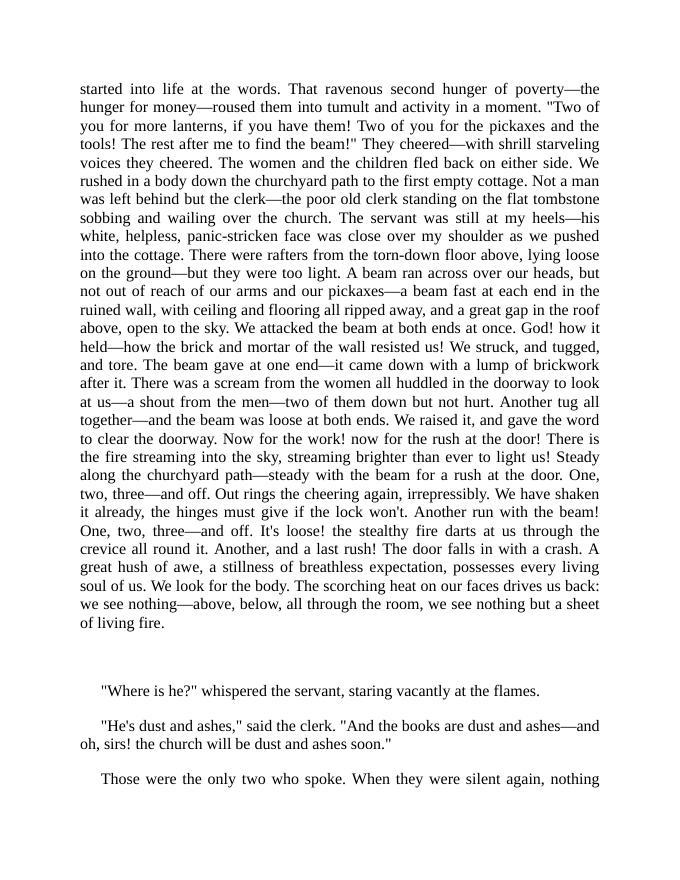 started into life at the words. That ravenous second hunger of poverty—the
hunger for money—roused them into tumult and activity in a moment. "Two of
you for more lanterns, if you have them! Two of you for the pickaxes and the
tools! The rest after me to find the beam!" They cheered—with shrill starveling
voices they cheered. The women and the children fled back on either side. We
rushed in a body down the churchyard path to the first empty cottage. Not a man
was left behind but the clerk—the poor old clerk standing on the flat tombstone
sobbing and wailing over the church. The servant was still at my heels—his
white, helpless, panic-stricken face was close over my shoulder as we pushed
into the cottage. There were rafters from the torn-down floor above, lying loose
on the ground—but they were too light. A beam ran across over our heads, but
not out of reach of our arms and our pickaxes—a beam fast at each end in the
ruined wall, with ceiling and flooring all ripped away, and a great gap in the roof
above, open to the sky. We attacked the beam at both ends at once. God! how it
held—how the brick and mortar of the wall resisted us! We struck, and tugged,
and tore. The beam gave at one end—it came down with a lump of brickwork
after it. There was a scream from the women all huddled in the doorway to look
at us—a shout from the men—two of them down but not hurt. Another tug all
together—and the beam was loose at both ends. We raised it, and gave the word
to clear the doorway. Now for the work! now for the rush at the door! There is
the fire streaming into the sky, streaming brighter than ever to light us! Steady
along the churchyard path—steady with the beam for a rush at the door. One,
two, three—and off. Out rings the cheering again, irrepressibly. We have shaken
it already, the hinges must give if the lock won't. Another run with the beam!
One, two, three—and off. It's loose! the stealthy fire darts at us through the
crevice all round it. Another, and a last rush! The door falls in with a crash. A
great hush of awe, a stillness of breathless expectation, possesses every living
soul of us. We look for the body. The scorching heat on our faces drives us back:
we see nothing—above, below, all through the room, we see nothing but a sheet
of living fire.
"Where is he?" whispered the servant, staring vacantly at the flames.
"He's dust and ashes," said the clerk. "And the books are dust and ashes—and
oh, sirs! the church will be dust and ashes soon."
Those were the only two who spoke. When they were silent again, nothing